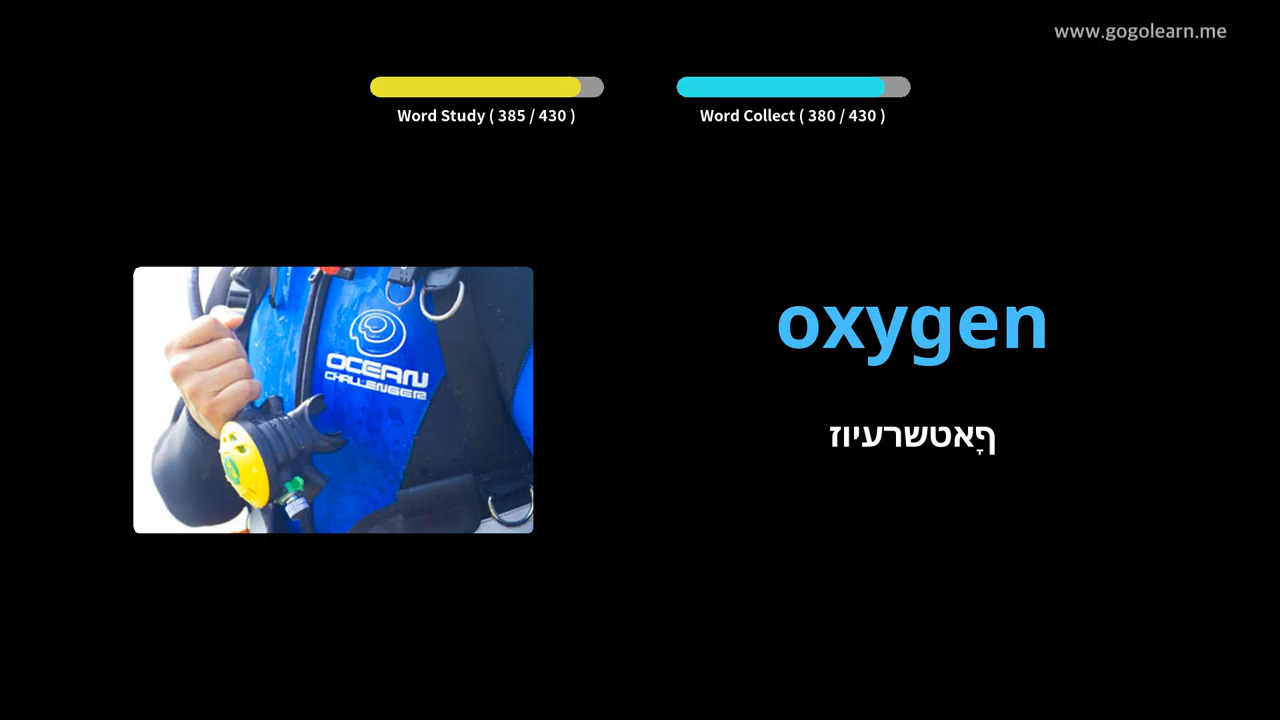 www.gogolearn.me
Word Study ( 385 / 430 )
Word Collect ( 380 / 430 )
OCEAN
CHALLENGER
oxygen
ףָאטשרעיוז